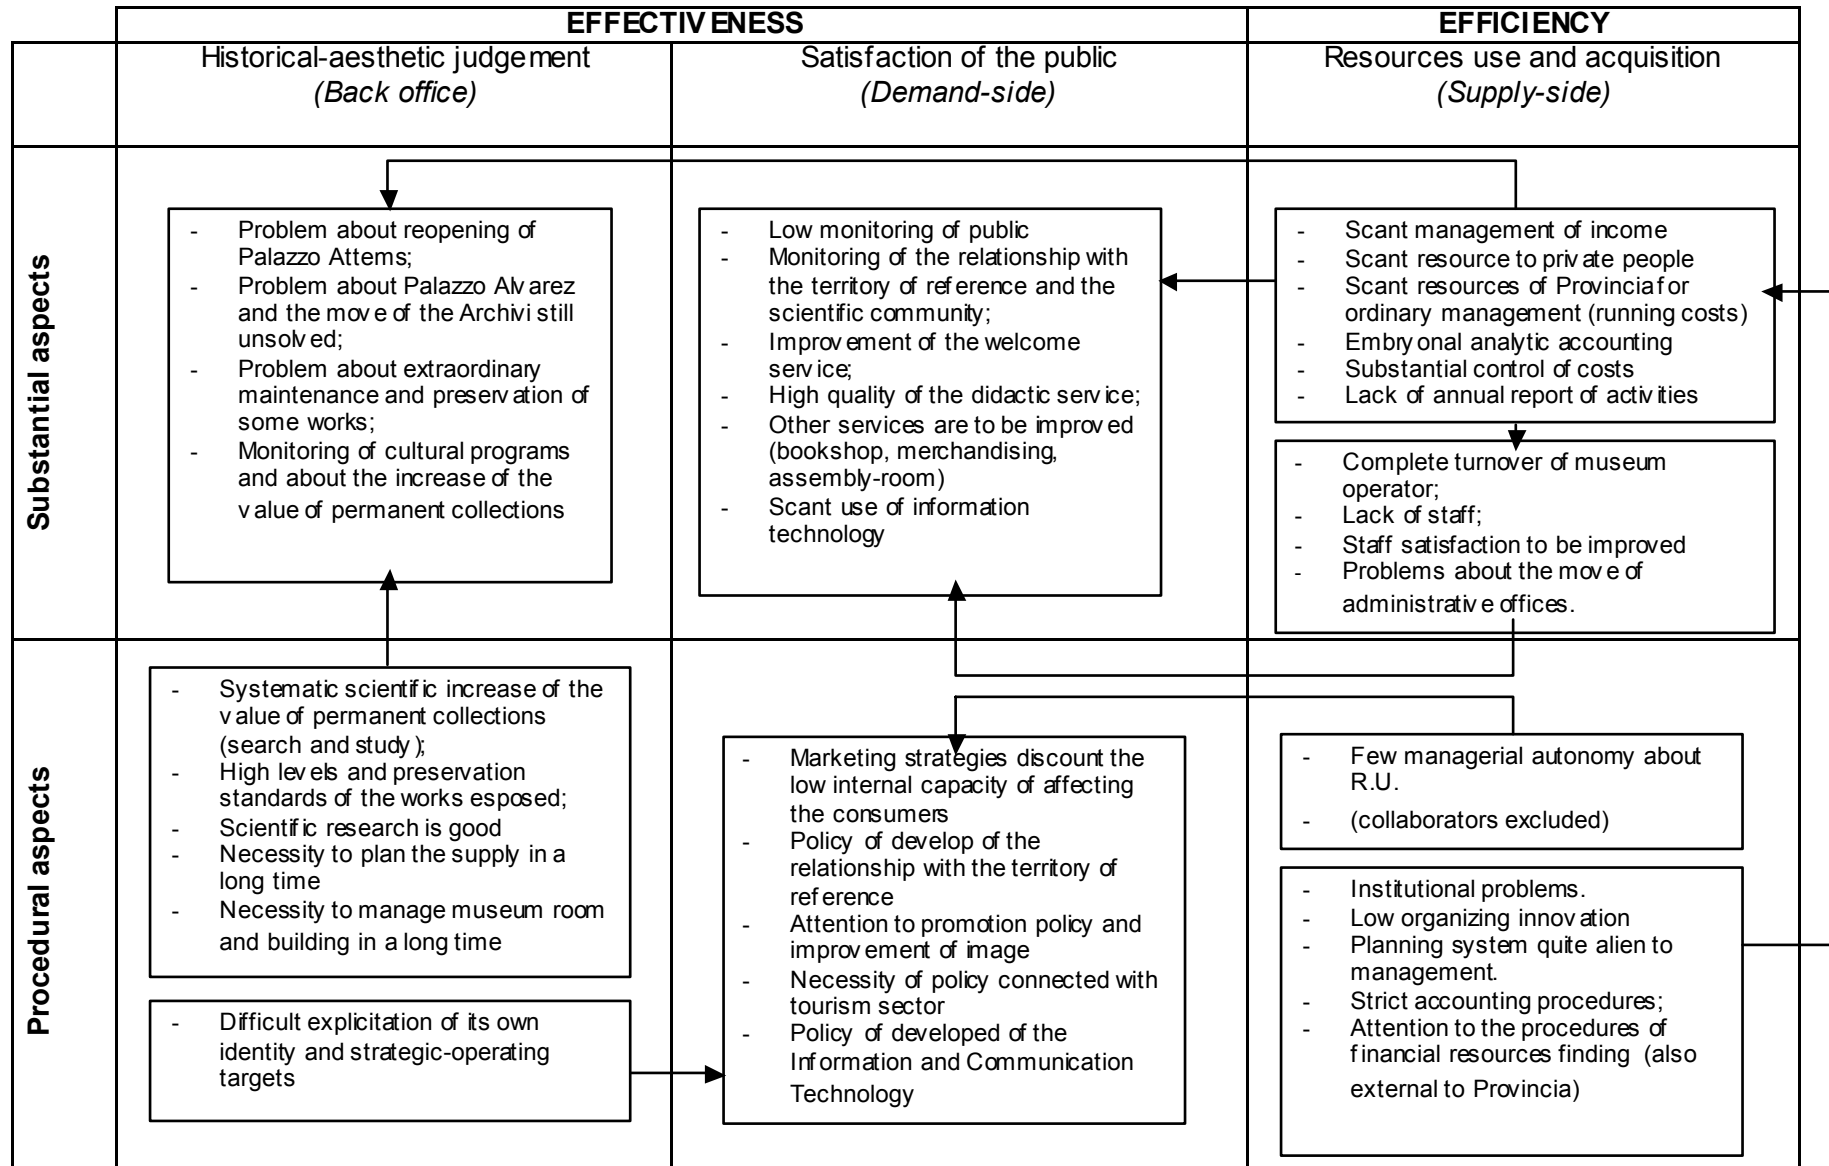 EFFECTIVENESS
EFFICIENCY
Historical-aesthetic judgement
(Back office)
Satisfaction of the public
(Demand-side)
Resources use and acquisition
(Supply-side)
Substantial aspects
- Problem about reopening of
Palazzo Attems;
- Problem about Palazzo Alvarez
and the move of the Archivi still
unsolved;
- Problem about extraordinary
maintenance and preservation of
some works;
- Monitoring of cultural programs
and about the increase of the
value of permanent collections
- Low monitoring of public
- Monitoring of the relationship with
the territory of reference and the
scientific community;
- Improvement of the welcome
service;
- High quality of the didactic service;
- Other services are to be improved
(bookshop, merchandising,
assembly-room)
- Scant use of information
technology
- Scant management of income
- Scant resource to private people
- Scant resources of Provincia for
ordinary management (running costs)
- Embryonal analytic accounting
- Substantial control of costs
- Lack of annual report of activities
- Complete turnover of museum
operator;
- Lack of staff;
- Staff satisfaction to be improved
- Problems about the move of
administrative offices.
Procedural aspects
- Systematic scientific increase of the
value of permanent collections
(search and study);
- High levels and preservation
standards of the works esposed;
- Scientific research is good
- Necessity to plan the supply in a
long time
- Necessity to manage museum room
and building in a long time
- Difficult explicitation of its own
identity and strategic-operating
targets
- Marketing strategies discount the
low internal capacity of affecting
the consumers
- Policy of develop of the
relationship with the territory of
reference
- Attention to promotion policy and
improvement of image
- Necessity of policy connected with
tourism sector
- Policy of developed of the
Information and Communication
Technology
- Few managerial autonomy about
R.U.
- (collaborators excluded)
- Institutional problems.
- Low organizing innovation
- Planning system quite alien to
management.
- Strict accounting procedures;
- Attention to the procedures of
financial resources finding (also
external to Provincia)